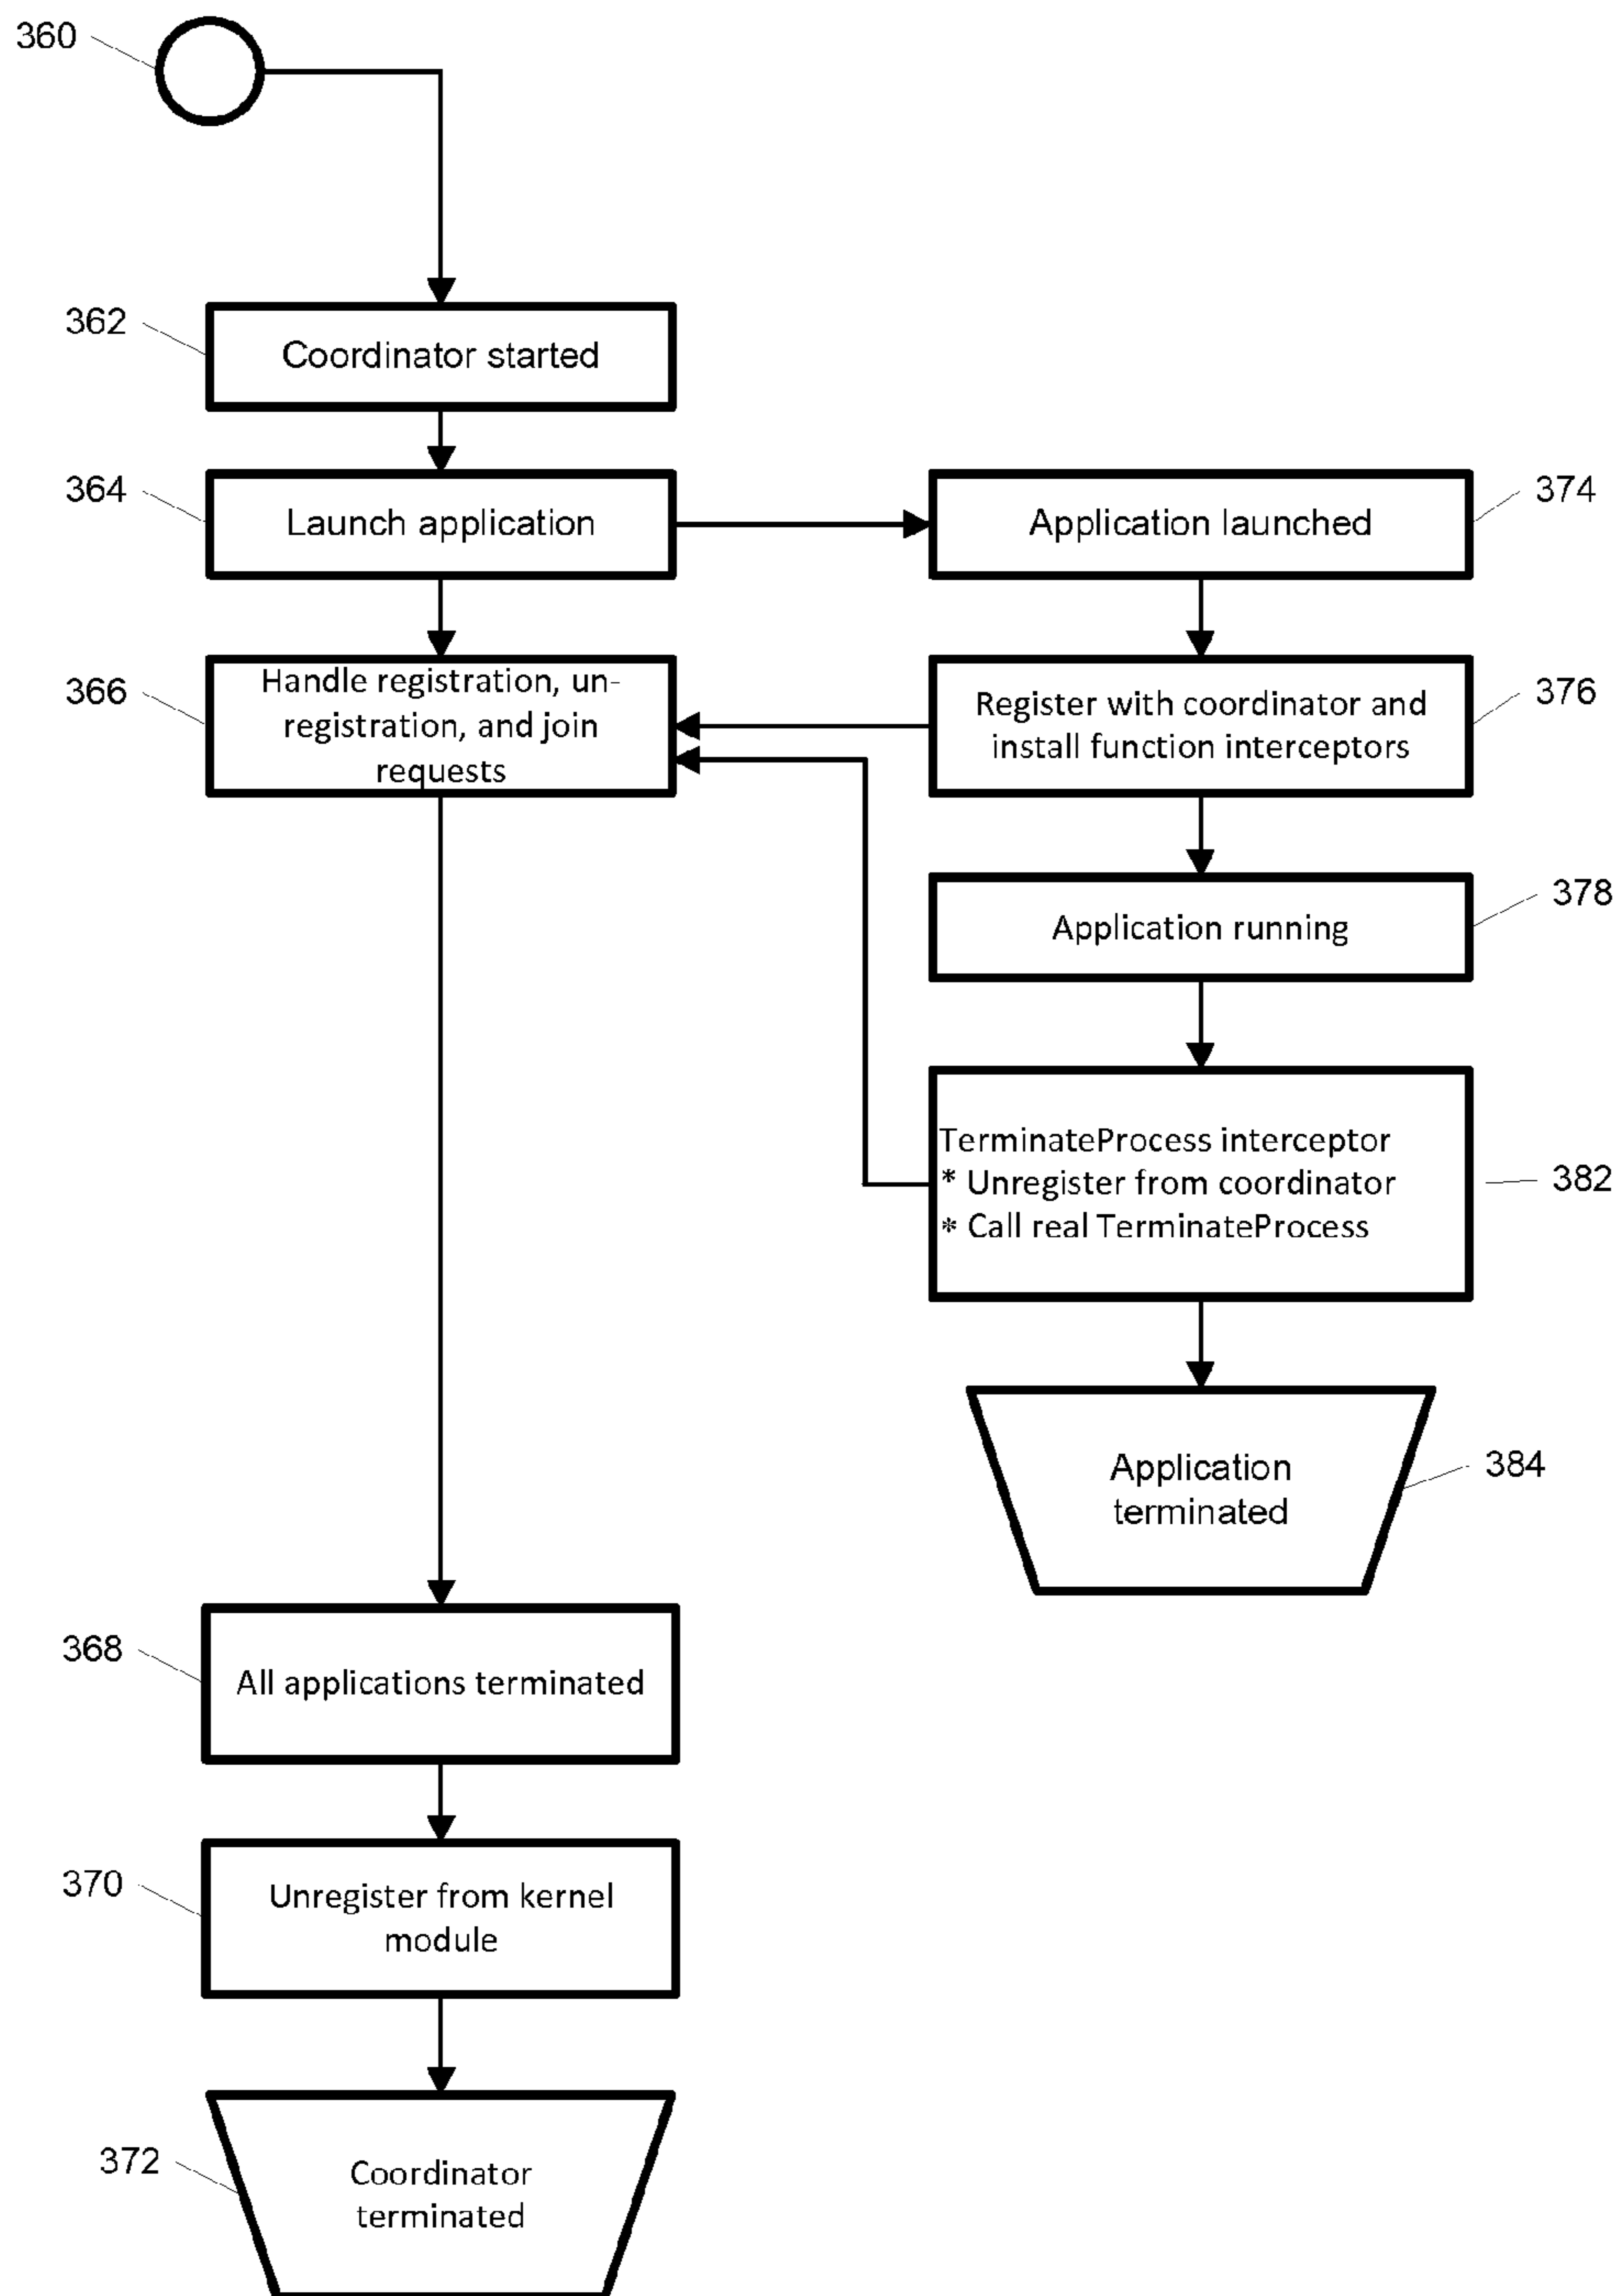 360
362
Coordinator started
364
Launch application
Application launched
374
366
Handle registration, un-
registration, and join
requests
Register with coordinator and
install function interceptors
376
Application running
378
TerminateProcess interceptor
* Unregister from coordinator
* Call real TerminateProcess
382
Application
terminated
384
368
All applications terminated
370
Unregister from kernel
module
372
Coordinator
terminated